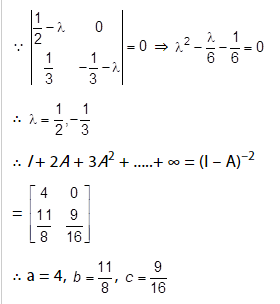 ∵ |1/2 − λ  0; 1/3  −1/3 − λ| = 0 ⇒ λ² − λ/6 − 1/6 = 0
∴ λ = 1/2, −1/3
∴ I + 2A + 3A² + ..... + ∞ = (I − A)⁻²
= [4  0; 11/8  9/16]
∴ a = 4, b = 11/8, c = 9/16